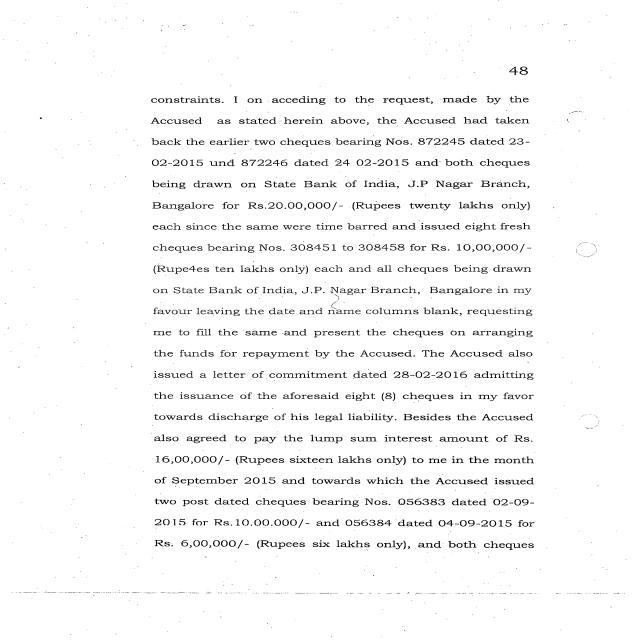 48
constraints. I on acceding to the request, made by the
Accused as stated herein above, the Accused had taken
back the earlier two cheques bearing Nos. 872245 dated 23-
02-2015 und 872246 dated 24 02-2015 and both cheques
being drawn on State Bank of India, J.P Nagar Branch,
Bangalore for Rs.20.00,000/- (Rupees twenty lakhs only)
each since the same were time barred and issued eight fresh
cheques bearing Nos. 308451 to 308458 for Rs. 10,00,000/-
(Rupe4es ten lakhs only) each and all cheques being drawn
on State Bank of India, J.P. Nagar Branch, Bangalore in my
favour leaving the date and name columns blank, requesting
me to fill the same and present the cheques on arranging
the funds for repayment by the Accused. The Accused also
issued a letter of commitment dated 28-02-2016 admitting
the issuance of the aforesaid eight (8) cheques in my favor
towards discharge of his legal liability. Besides the Accused
also agreed to pay the lump sum interest amount of Rs.
16,00,000/- (Rupees sixteen lakhs only) to me in the month
of September 2015 and towards which the Accused issued
two post dated cheques bearing Nos. 056383 dated 02-09-
2015 for Rs.10.00.000/- and 056384 dated 04-09-2015 for
Rs. 6,00,000/- (Rupees six lakhs only), and both cheques